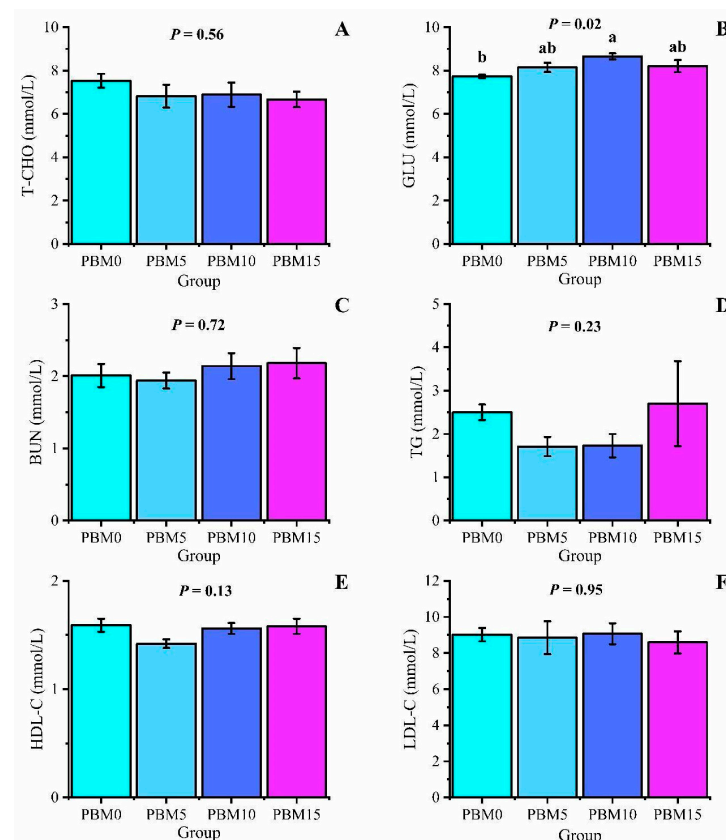 P = 0.56
A
10
8
6
4
2
0
T-CHO (mmol/L)
PBM0 PBM5 PBM10 PBM15
Group
P = 0.02
B
b ab a ab
10
8
6
4
2
0
GLU (mmol/L)
PBM0 PBM5 PBM10 PBM15
Group
P = 0.72
C
3
2
1
0
BUN (mmol/L)
PBM0 PBM5 PBM10 PBM15
Group
P = 0.23
D
5
4
3
2
1
0
TG (mmol/L)
PBM0 PBM5 PBM10 PBM15
Group
P = 0.13
E
2
1
0
HDL-C (mmol/L)
PBM0 PBM5 PBM10 PBM15
Group
P = 0.95
F
12
10
8
6
4
2
0
LDL-C (mmol/L)
PBM0 PBM5 PBM10 PBM15
Group